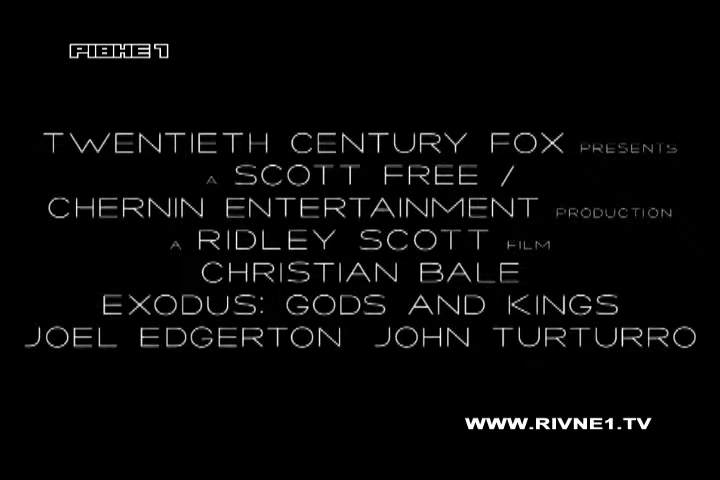 РІВНЕ 1
TWENTIETH CENTURY FOX PRESENTS
A SCOTT FREE /
CHERNIN ENTERTAINMENT PRODUCTION
A RIDLEY SCOTT FILM
CHRISTIAN BALE
EXODUS: GODS AND KINGS
JOEL EDGERTON JOHN TURTURRO
WWW.RIVNE1.TV